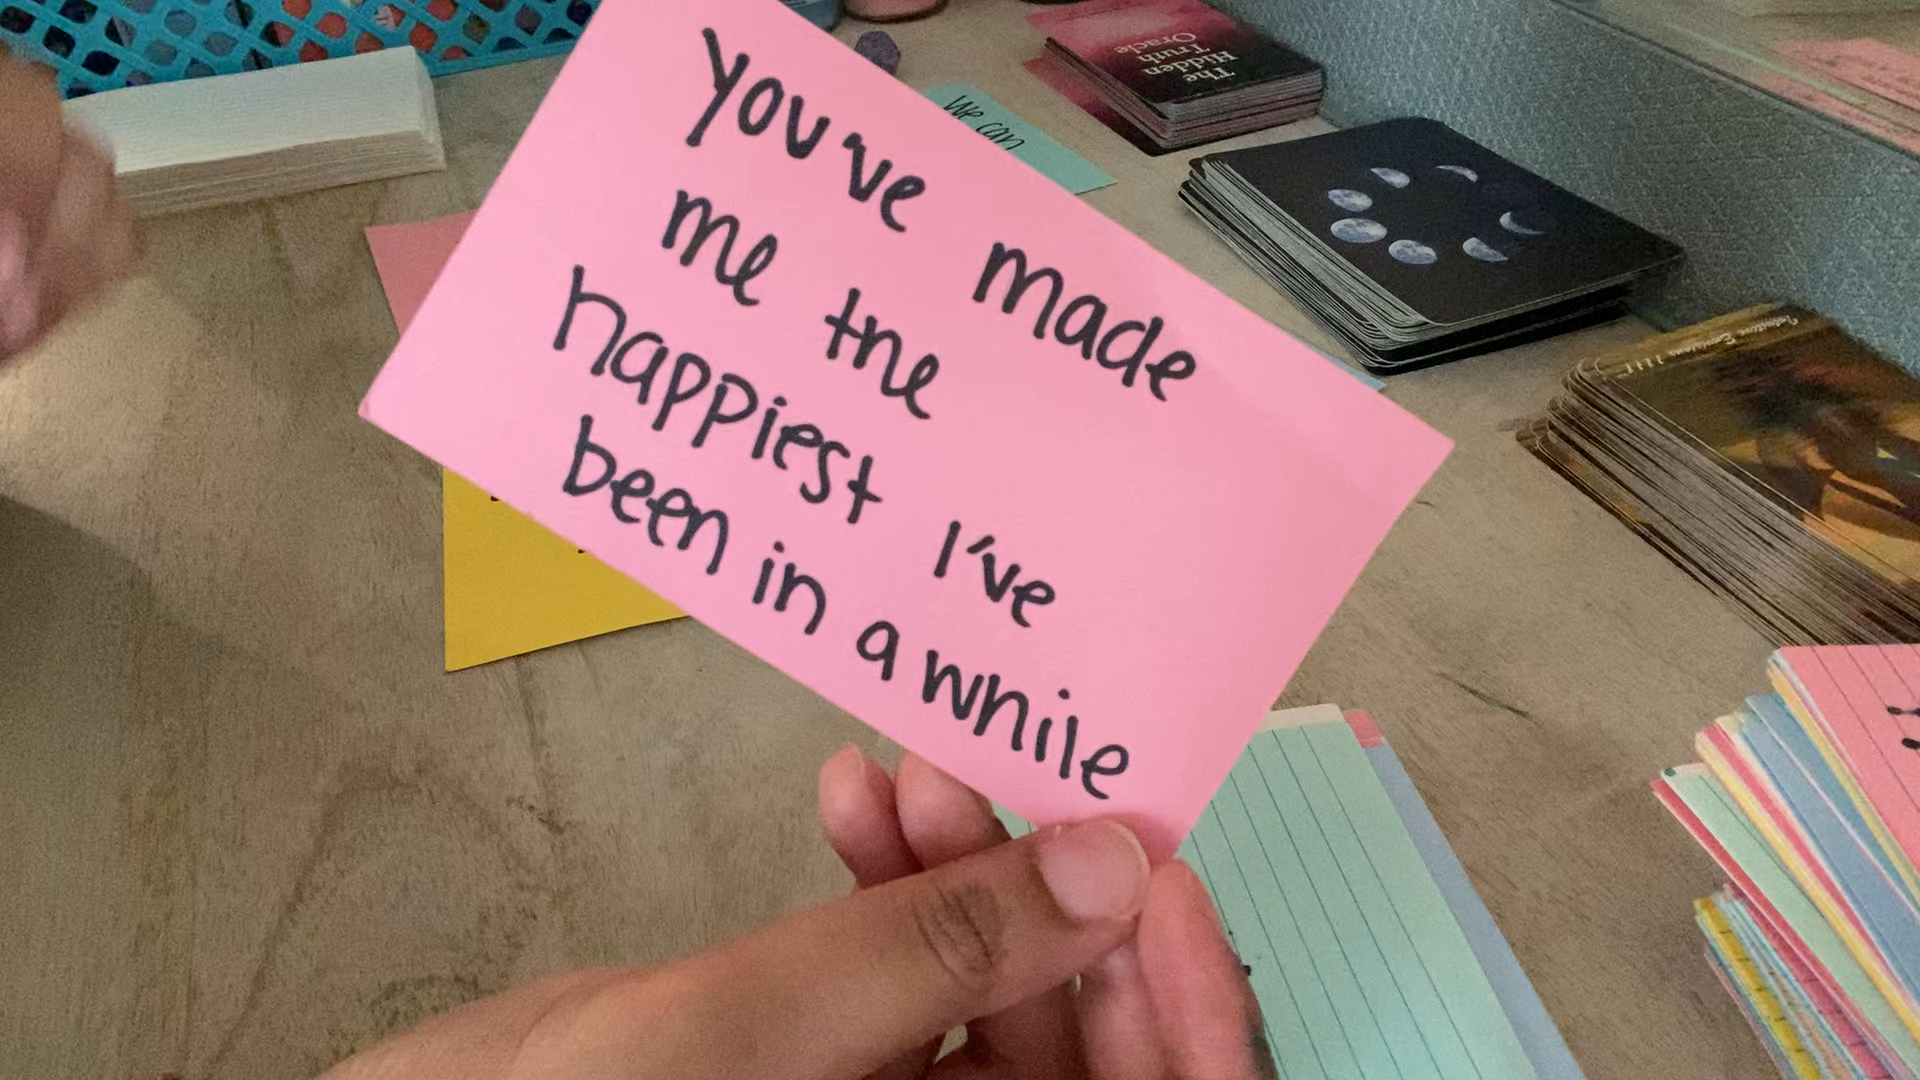 you've made
me the
happiest I've
been in a while
We can
The
Hidden
Truth
Oracle